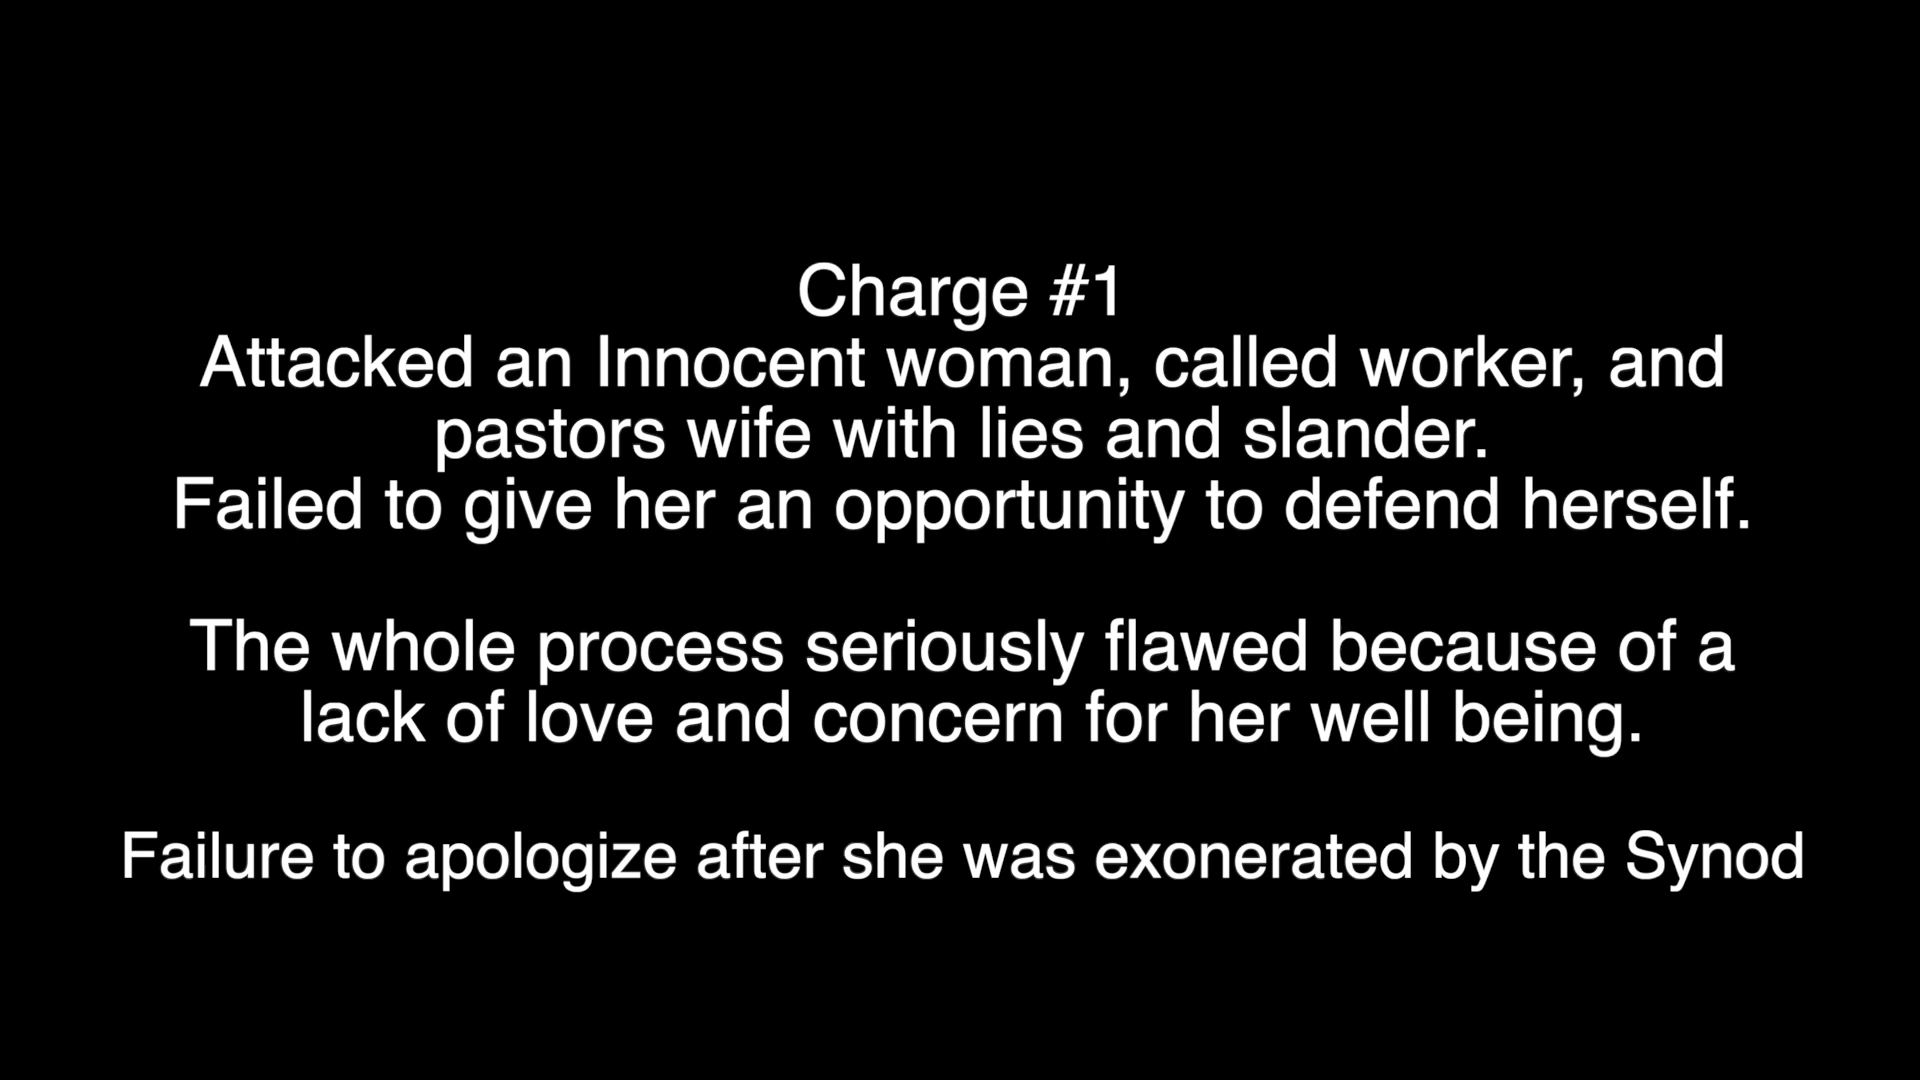 Charge #1
Attacked an Innocent woman, called worker, and
pastors wife with lies and slander.
Failed to give her an opportunity to defend herself.
The whole process seriously flawed because of a
lack of love and concern for her well being.
Failure to apologize after she was exonerated by the Synod